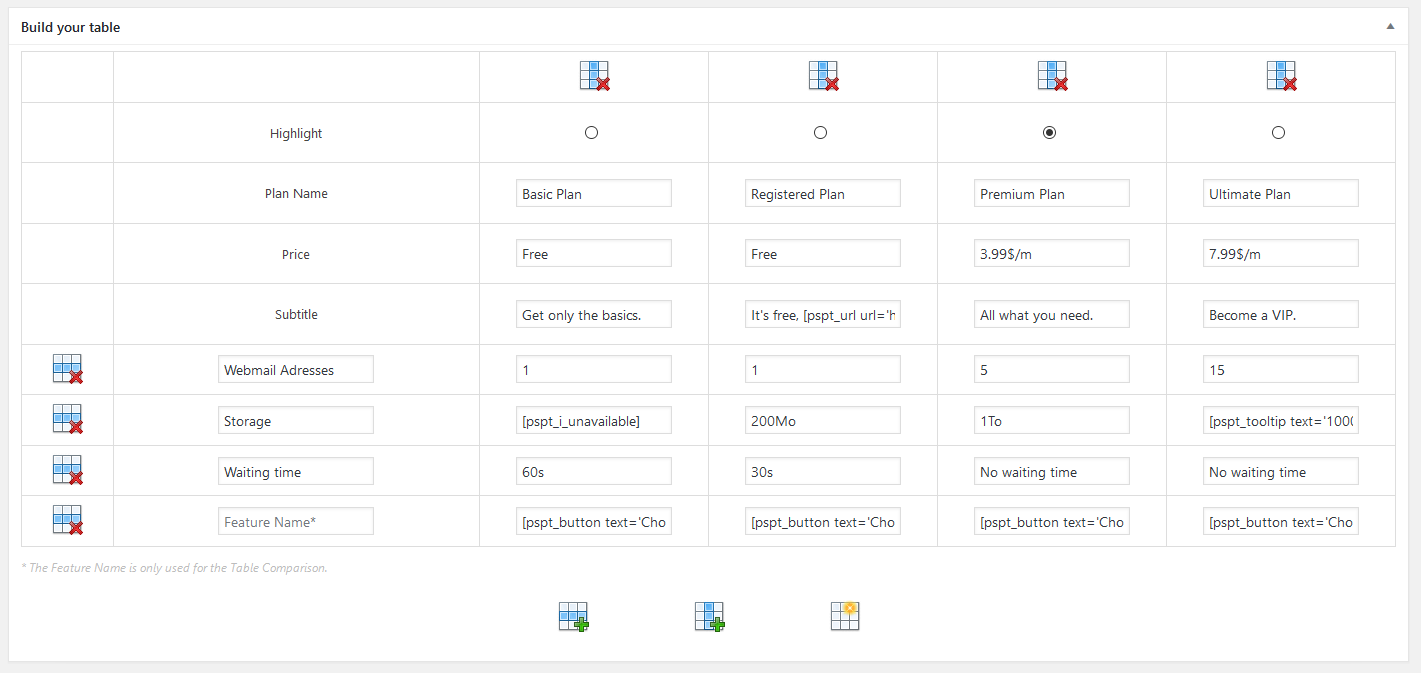 Build your table
Highlight
Plan Name Basic Plan Registered Plan Premium Plan Ultimate Plan
Price Free Free 3.99$/m 7.99$/m
Subtitle Get only the basics. It's free, [pspt_url url='h All what you need. Become a VIP.
Webmail Adresses 1 1 5 15
Storage [pspt_i_unavailable] 200Mo 1To [pspt_tooltip text='100(
Waiting time 60s 30s No waiting time No waiting time
Feature Name* [pspt_button text='Cho [pspt_button text='Cho [pspt_button text='Cho [pspt_button text='Cho
* The Feature Name is only used for the Table Comparison.